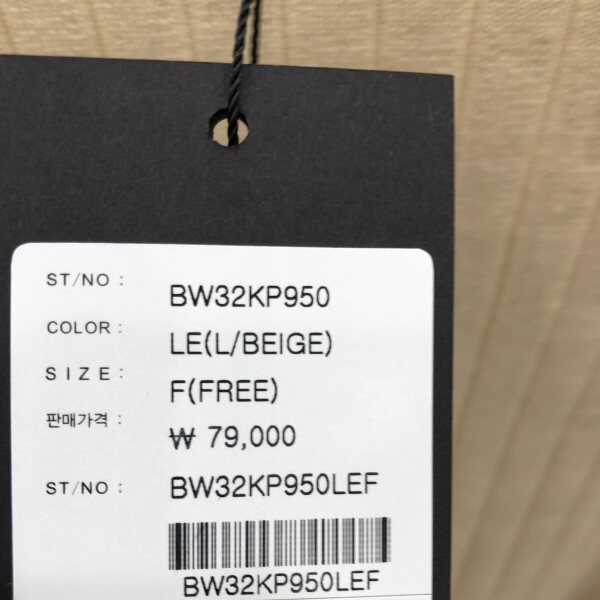 ST/NO : BW32KP950
COLOR : LE(L/BEIGE)
SIZE : F(FREE)
판매가격 : ₩ 79,000
ST/NO : BW32KP950LEF
BW32KP950LEF